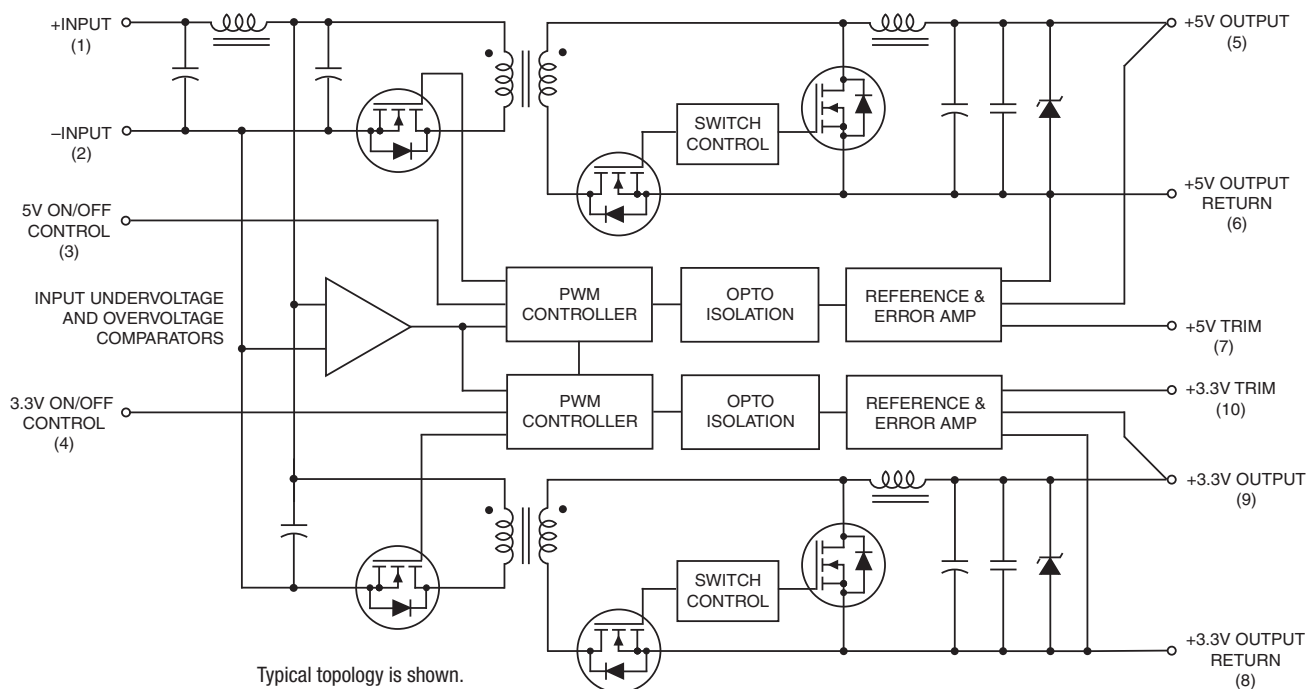 +INPUT
(1)
–INPUT
(2)
5V ON/OFF
CONTROL
(3)
INPUT UNDERVOLTAGE
AND OVERVOLTAGE
COMPARATORS
3.3V ON/OFF
CONTROL
(4)
SWITCH
CONTROL
+5V OUTPUT
(5)
+5V OUTPUT
RETURN
(6)
PWM
CONTROLLER
OPTO
ISOLATION
REFERENCE &
ERROR AMP
+5V TRIM
(7)
PWM
CONTROLLER
OPTO
ISOLATION
REFERENCE &
ERROR AMP
+3.3V TRIM
(10)
SWITCH
CONTROL
+3.3V OUTPUT
(9)
+3.3V OUTPUT
RETURN
(8)
Typical topology is shown.